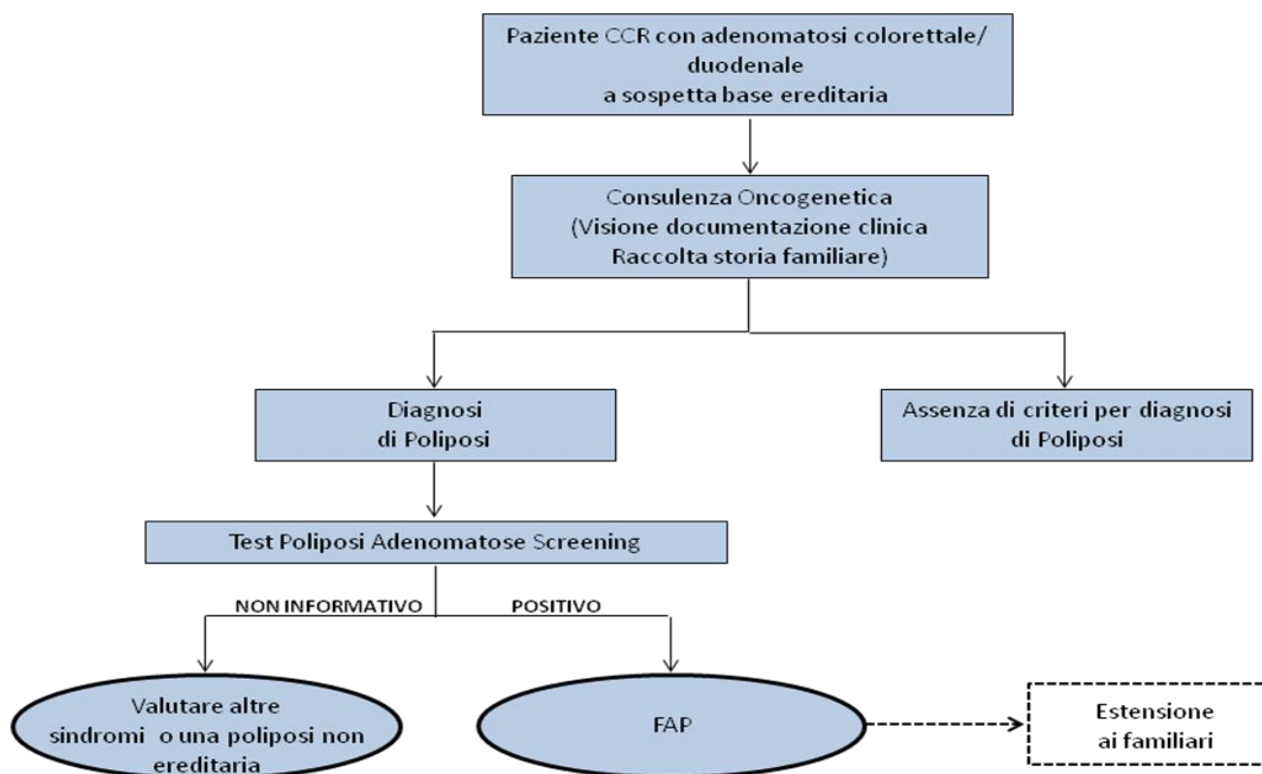 Paziente CCR con adenomatosi colorettale/
duodenale
a sospetta base ereditaria
Consulenza Oncogenetica
(Visione documentazione clinica
Raccolta storia familiare)
Diagnosi
di Poliposi
Assenza di criteri per diagnosi
di Poliposi
Test Poliposi Adenomatose Screening
NON INFORMATIVO
POSITIVO
Valutare altre
sindromi o una poliposi non
ereditaria
FAP
Estensione
ai familiari